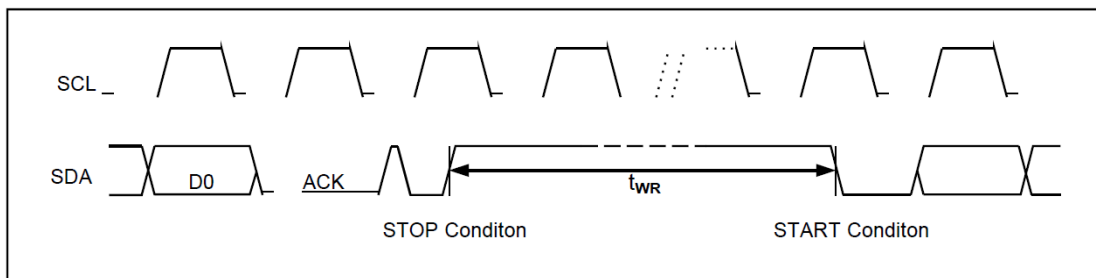 SCL
SDA
D0
ACK
tWR
STOP Conditon
START Conditon